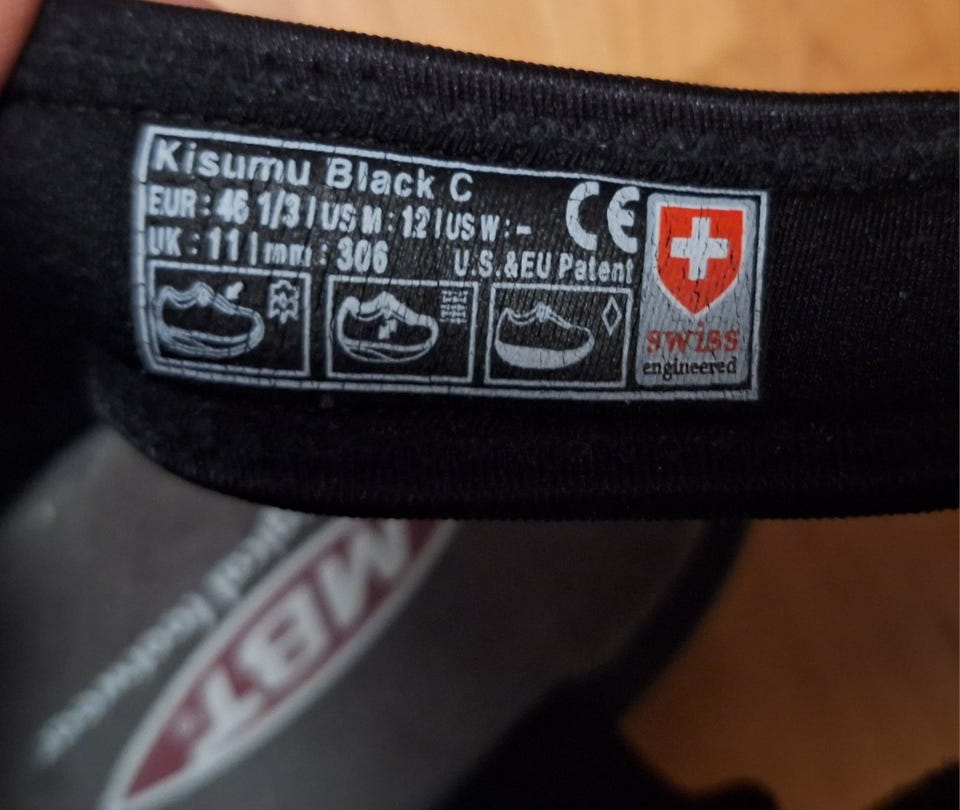 Kisumu Black C
EUR : 46 1/3 | US M : 12 | US W : -
UK : 11 | mm : 306
CE
U.S.&EU Patent
swiss
engineered
MBT